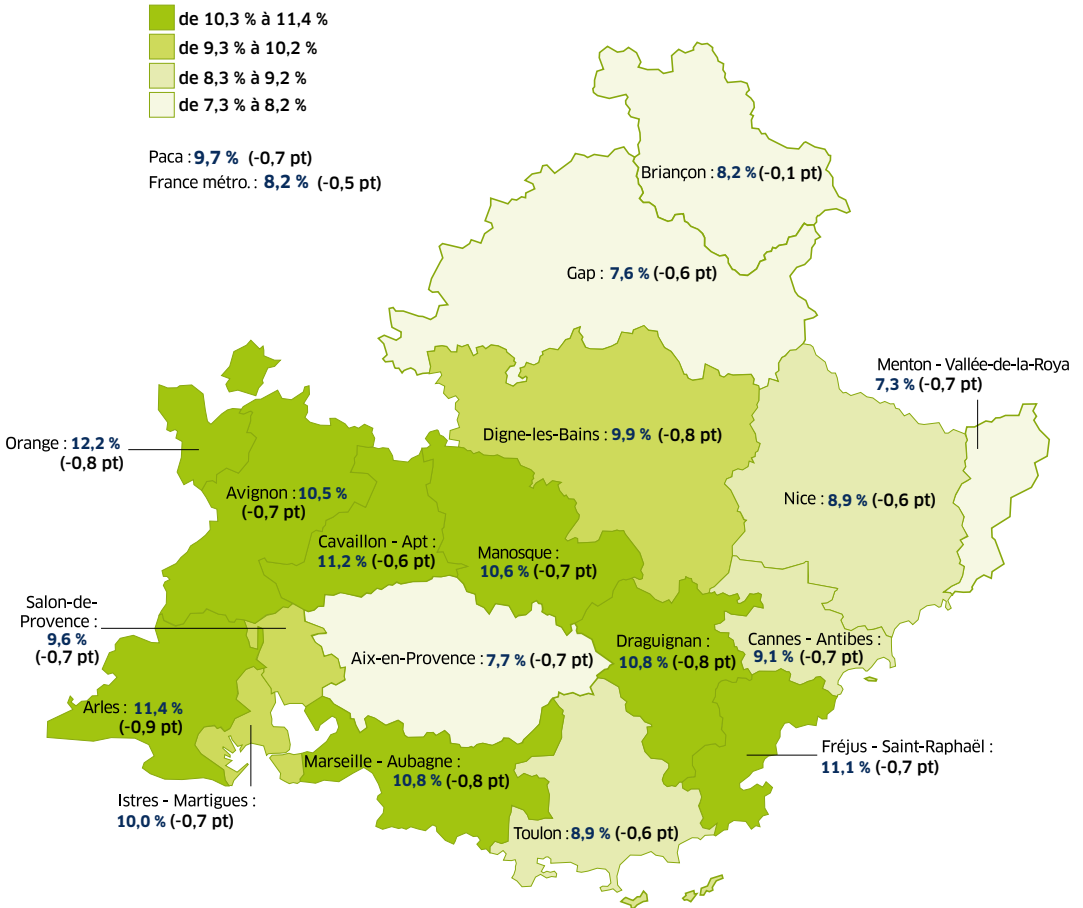 de 10,3 % à 11,4 %
de 9,3 % à 10,2 %
de 8,3 % à 9,2 %
de 7,3 % à 8,2 %
Paca : 9,7 % (-0,7 pt)
France métro. : 8,2 % (-0,5 pt)
Briançon : 8,2 % (-0,1 pt)
Gap : 7,6 % (-0,6 pt)
Menton - Vallée-de-la-Roya
7,3 % (-0,7 pt)
Orange : 12,2 %
(-0,8 pt)
Digne-les-Bains : 9,9 % (-0,8 pt)
Avignon : 10,5 %
(-0,7 pt)
Nice : 8,9 % (-0,6 pt)
Cavaillon - Apt :
11,2 % (-0,6 pt)
Manosque :
10,6 % (-0,7 pt)
Salon-de-
Provence :
9,6 %
(-0,7 pt)
Aix-en-Provence : 7,7 % (-0,7 pt)
Draguignan :
10,8 % (-0,8 pt)
Cannes - Antibes :
9,1 % (-0,7 pt)
Arles : 11,4 %
(-0,9 pt)
Marseille - Aubagne :
10,8 % (-0,8 pt)
Fréjus - Saint-Raphaël :
11,1 % (-0,7 pt)
Istres - Martigues :
10,0 % (-0,7 pt)
Toulon : 8,9 % (-0,6 pt)